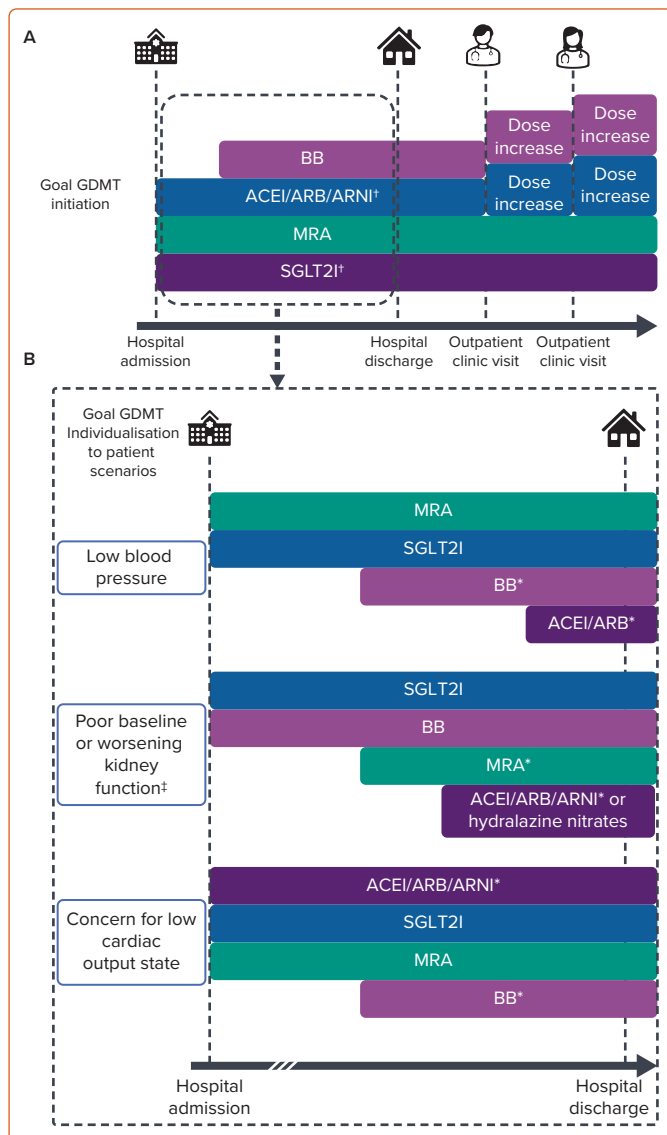 A
Goal GDMT
initiation
Dose
increase
Dose
increase
BB
ACEI/ARB/ARNI†
Dose
increase
Dose
increase
MRA
SGLT2I†
Hospital
admission
Hospital
discharge
Outpatient
clinic visit
Outpatient
clinic visit
B
Goal GDMT
Individualisation
to patient
scenarios
Low blood
pressure
MRA
SGLT2I
BB*
ACEI/ARB*
Poor baseline
or worsening
kidney
function‡
SGLT2I
BB
MRA*
ACEI/ARB/ARNI* or
hydralazine nitrates
Concern for low
cardiac
output state
ACEI/ARB/ARNI*
SGLT2I
MRA
BB*
Hospital
admission
Hospital
discharge